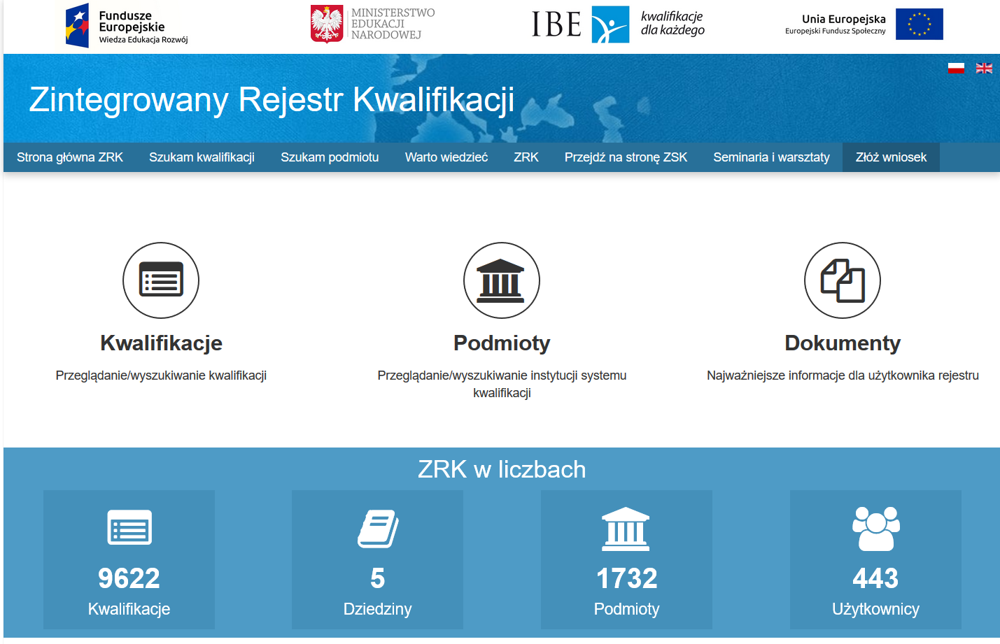 Fundusze
Europejskie
Wiedza Edukacja Rozwój
MINISTERSTWO
EDUKACJI
NARODOWEJ
IBE
kwalifikacje
dla każdego
Unia Europejska
Europejski Fundusz Społeczny
Zintegrowany Rejestr Kwalifikacji
Strona główna ZRK Szukam kwalifikacji Szukam podmiotu Warto wiedzieć ZRK Przejdź na stronę ZSK Seminaria i warsztaty Złóż wniosek
Kwalifikacje
Przeglądanie/wyszukiwanie kwalifikacji
Podmioty
Przeglądanie/wyszukiwanie instytucji systemu
kwalifikacji
Dokumenty
Najważniejsze informacje dla użytkownika rejestru
ZRK w liczbach
9622
Kwalifikacje
5
Dziedziny
1732
Podmioty
443
Użytkownicy